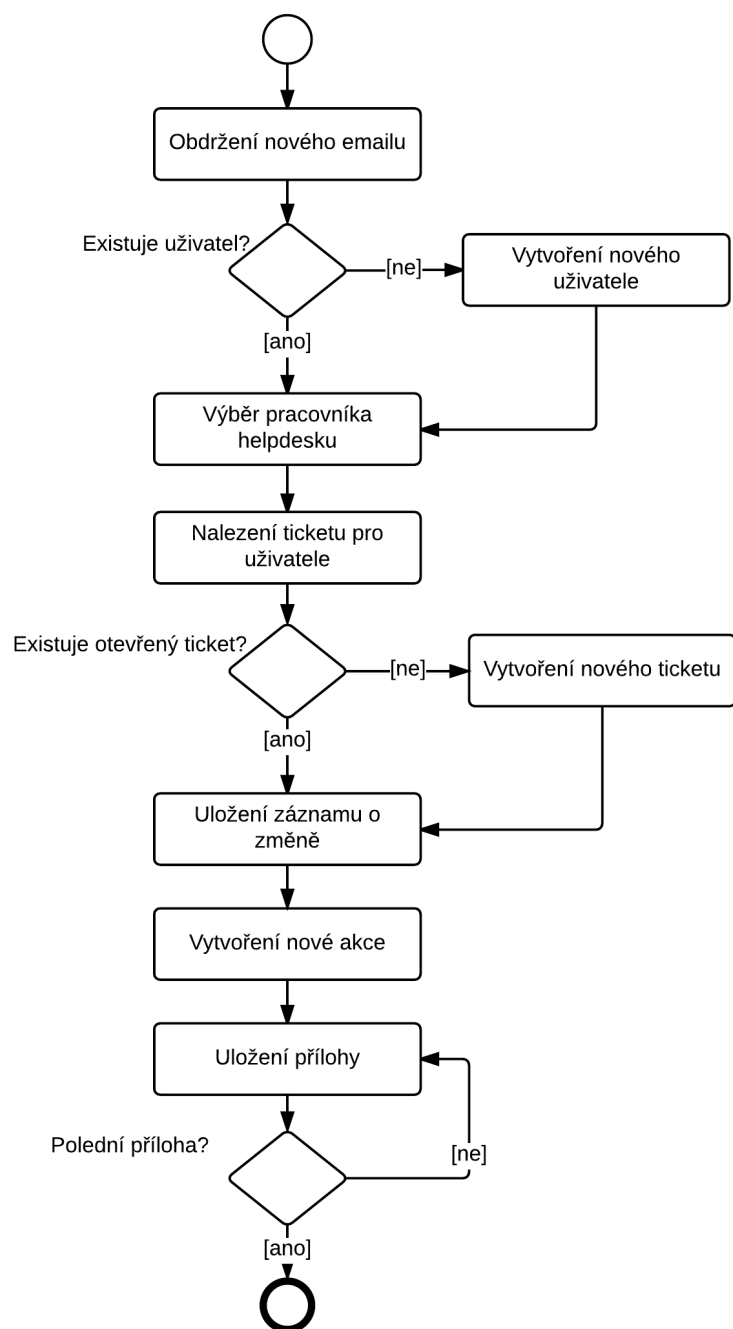 Obdržení nového emailu
Existuje uživatel?
[ne]
Vytvoření nového
uživatele
[ano]
Výběr pracovníka
helpdesku
Nalezení ticketu pro
uživatele
Existuje otevřený ticket?
[ne]
Vytvoření nového ticketu
[ano]
Uložení záznamu o
změně
Vytvoření nové akce
Uložení přílohy
Polední příloha?
[ne]
[ano]